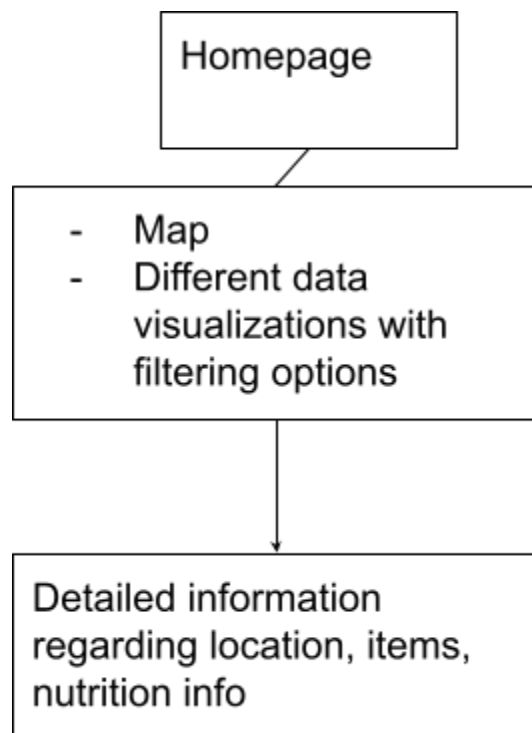 Homepage
- Map
- Different data
visualizations with
filtering options
Detailed information
regarding location, items,
nutrition info